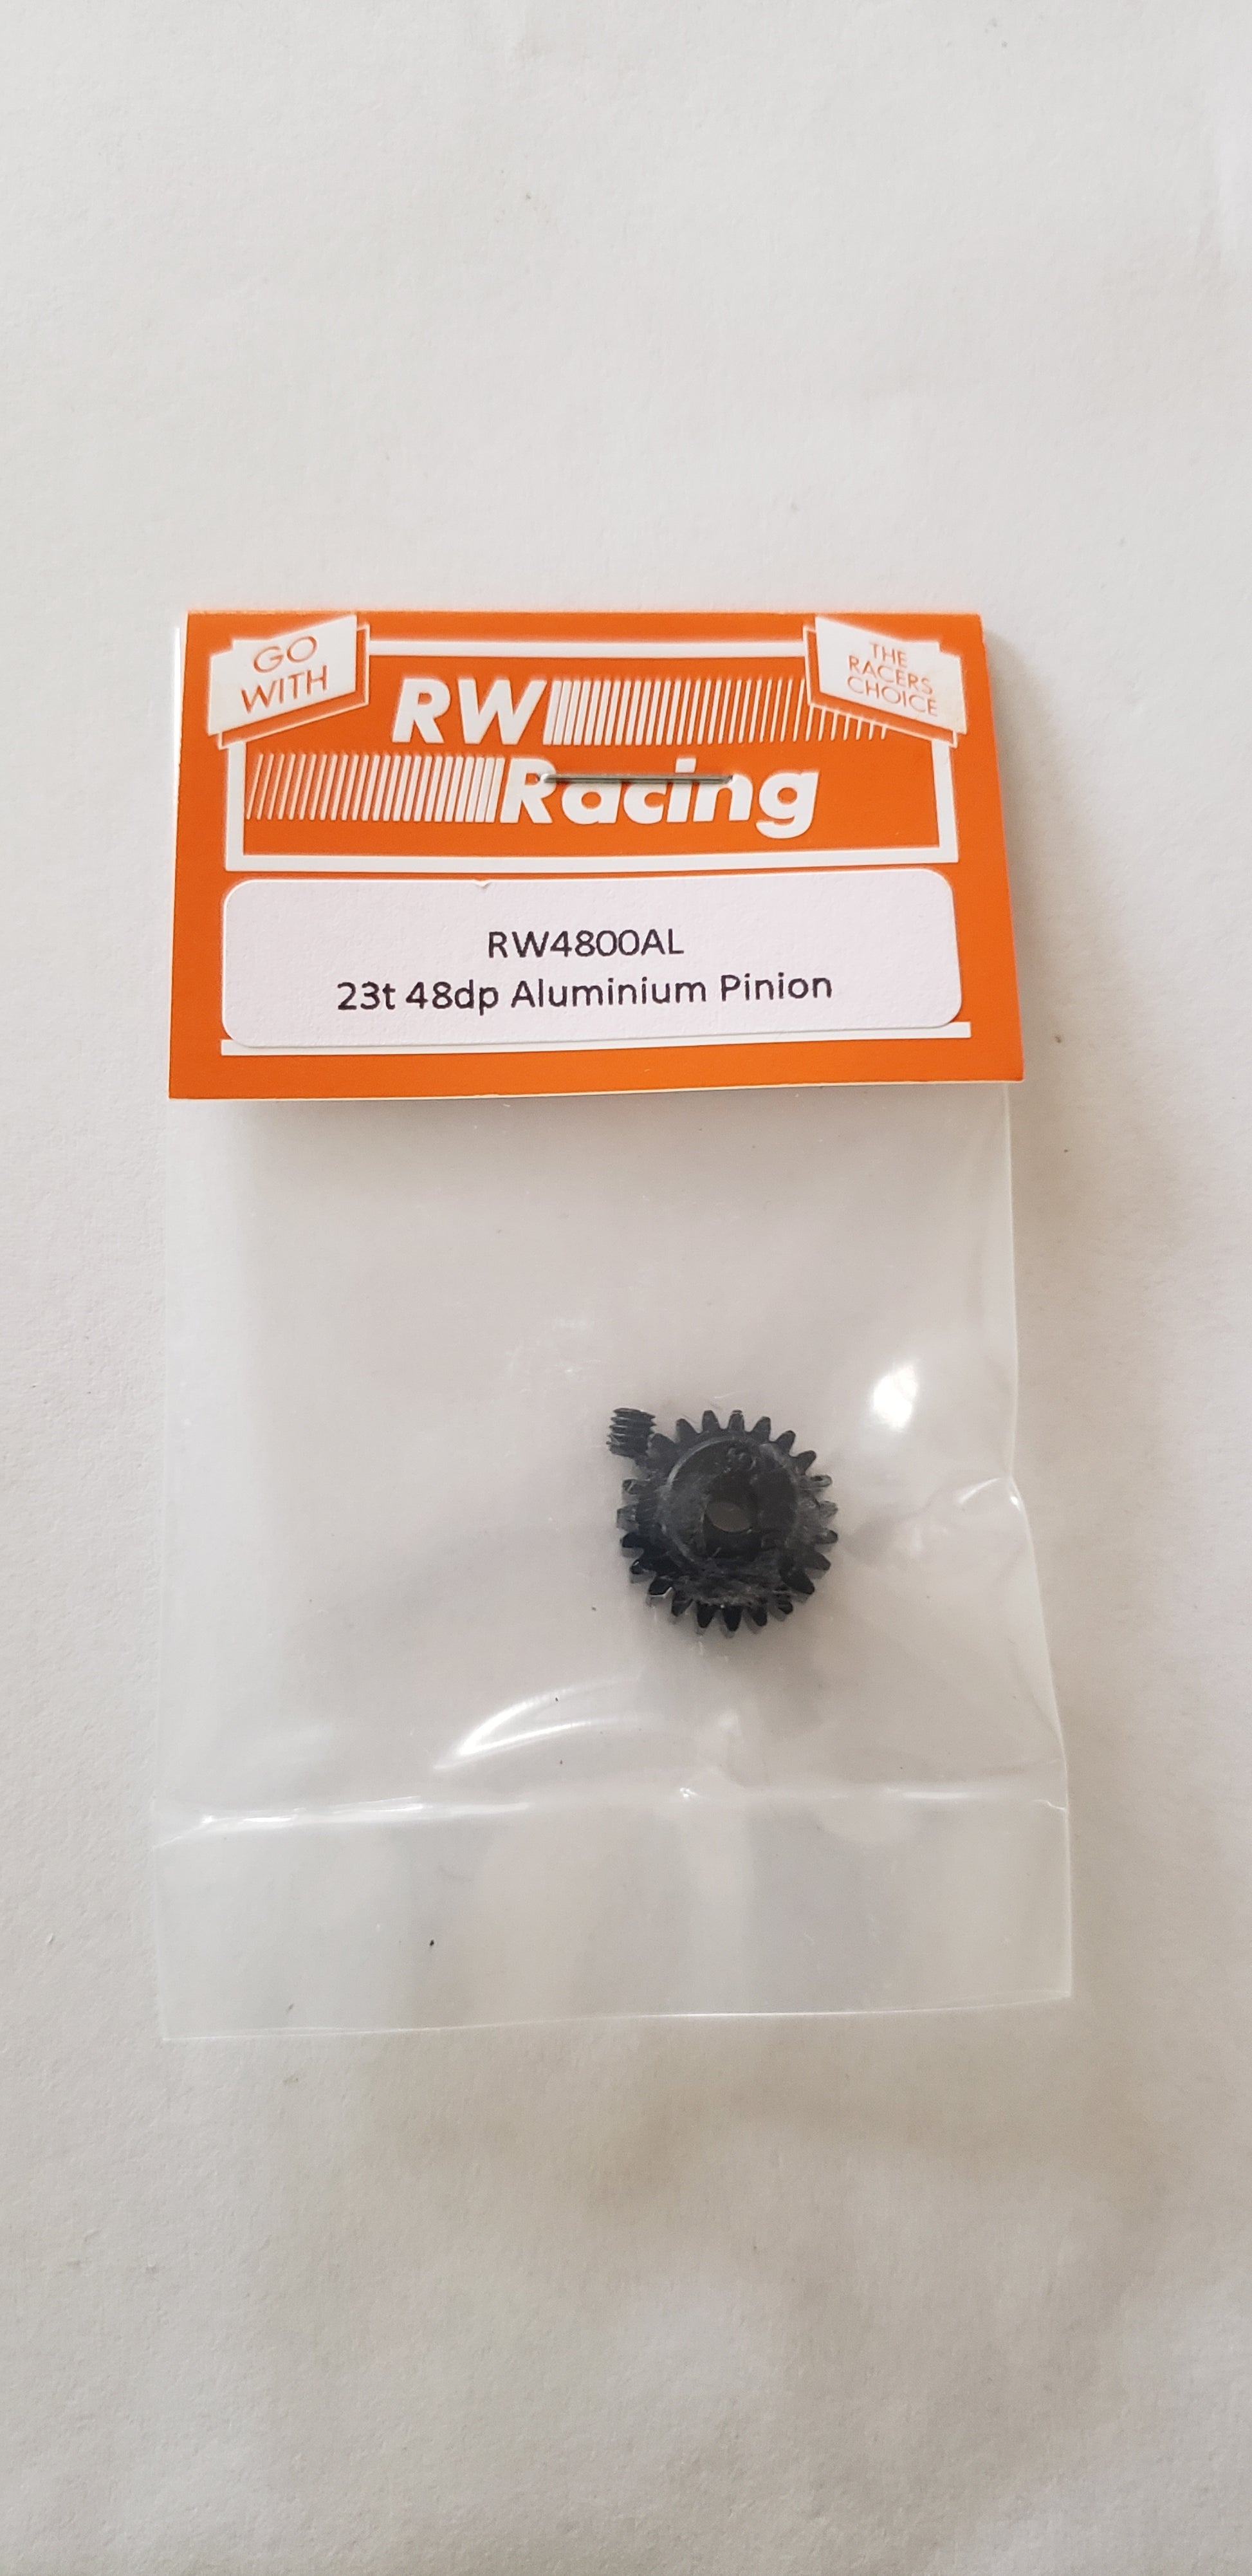 GO
WITH
THE
RACERS
CHOICE
RW
Racing
RW4800AL
23t 48dp Aluminium Pinion